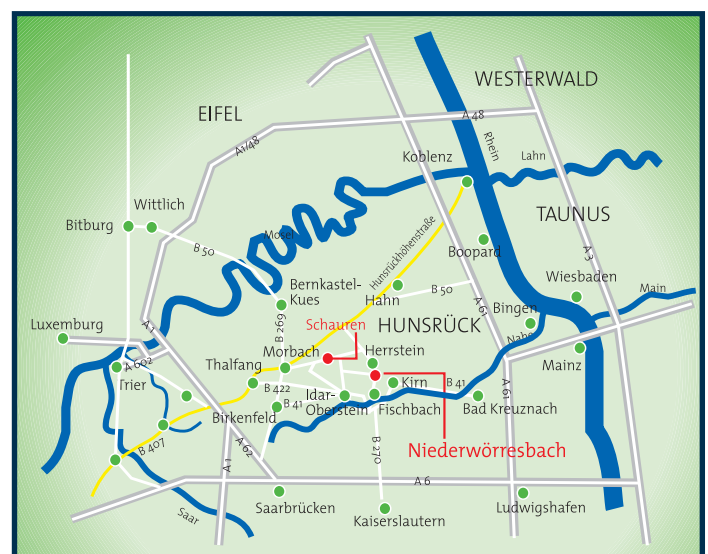 WESTERWALD
EIFEL
A 48
A1/48
Rhein
Koblenz
Lahn
Wittlich
Bitburg
TAUNUS
Mosel
Hunsrückhöhenstraße
B 50
Boopard
A 3
Wiesbaden
Bernkastel-
Kues
Hahn
B 50
A 61
Main
Bingen
Luxemburg
A 1
B 269
Schauren
HUNSRÜCK
Nahe
Morbach
Herrstein
Mainz
A 602
Thalfang
Trier
B 422
Kirn
B 41
A 61
B 41
Idar-
Oberstein
Fischbach
Bad Kreuznach
Birkenfeld
B 407
A 62
A 1
B 270
Niederwörresbach
A 6
Saar
Saarbrücken
Kaiserslautern
Ludwigshafen